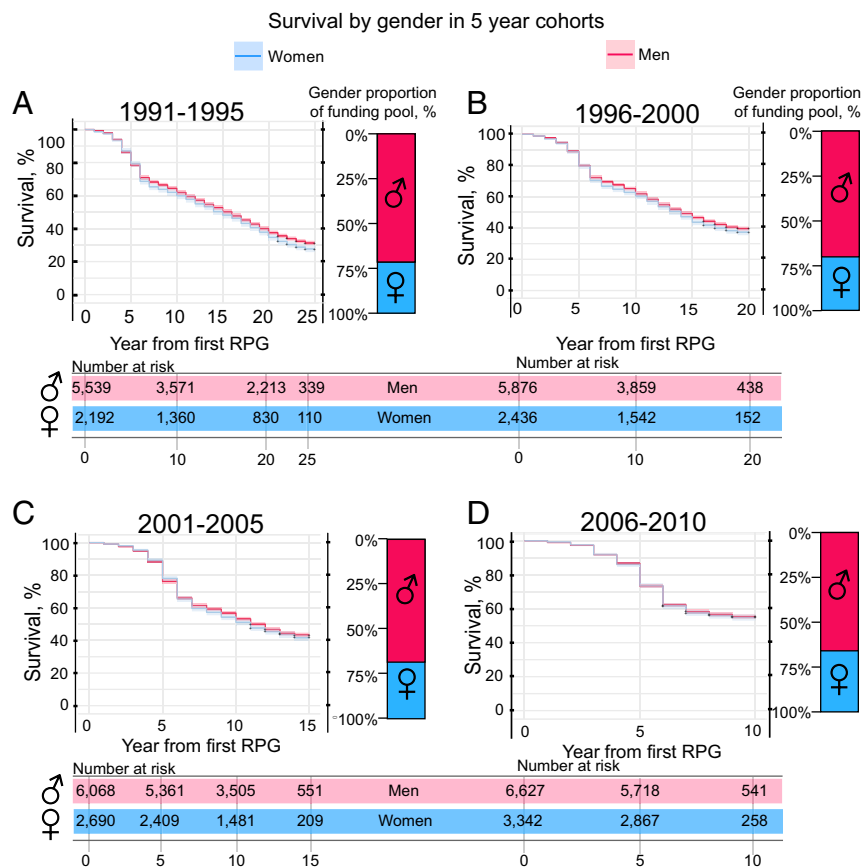 Survival by gender in 5 year cohorts
Women
Men
A
1991-1995
Gender proportion
of funding pool, %
Survival, %
100
80
60
40
20
0
0 5 10 15 20 25
Year from first RPG
0%
25%
50%
75%
100%
♂
♀
B
1996-2000
Gender proportion
of funding pool, %
Survival, %
100
80
60
40
20
0
0 5 10 15 20
Year from first RPG
0%
25%
50%
75%
100%
♂
♀
Number at risk
Number at risk
♂ 5,539 3,571 2,213 339 Men 5,876 3,859 438
♀ 2,192 1,360 830 110 Women 2,436 1,542 152
0 10 20 25 0 10 20
C
2001-2005
Survival, %
100
80
60
40
20
0
0 5 10 15
Year from first RPG
0%
25%
50%
75%
100%
♂
♀
D
2006-2010
Survival, %
100
80
60
40
20
0
0 5 10
Year from first RPG
0%
25%
50%
75%
100%
♂
♀
Number at risk
Number at risk
♂ 6,068 5,361 3,505 551 Men 6,627 5,718 541
♀ 2,690 2,409 1,481 209 Women 3,342 2,867 258
0 5 10 15 0 5 10